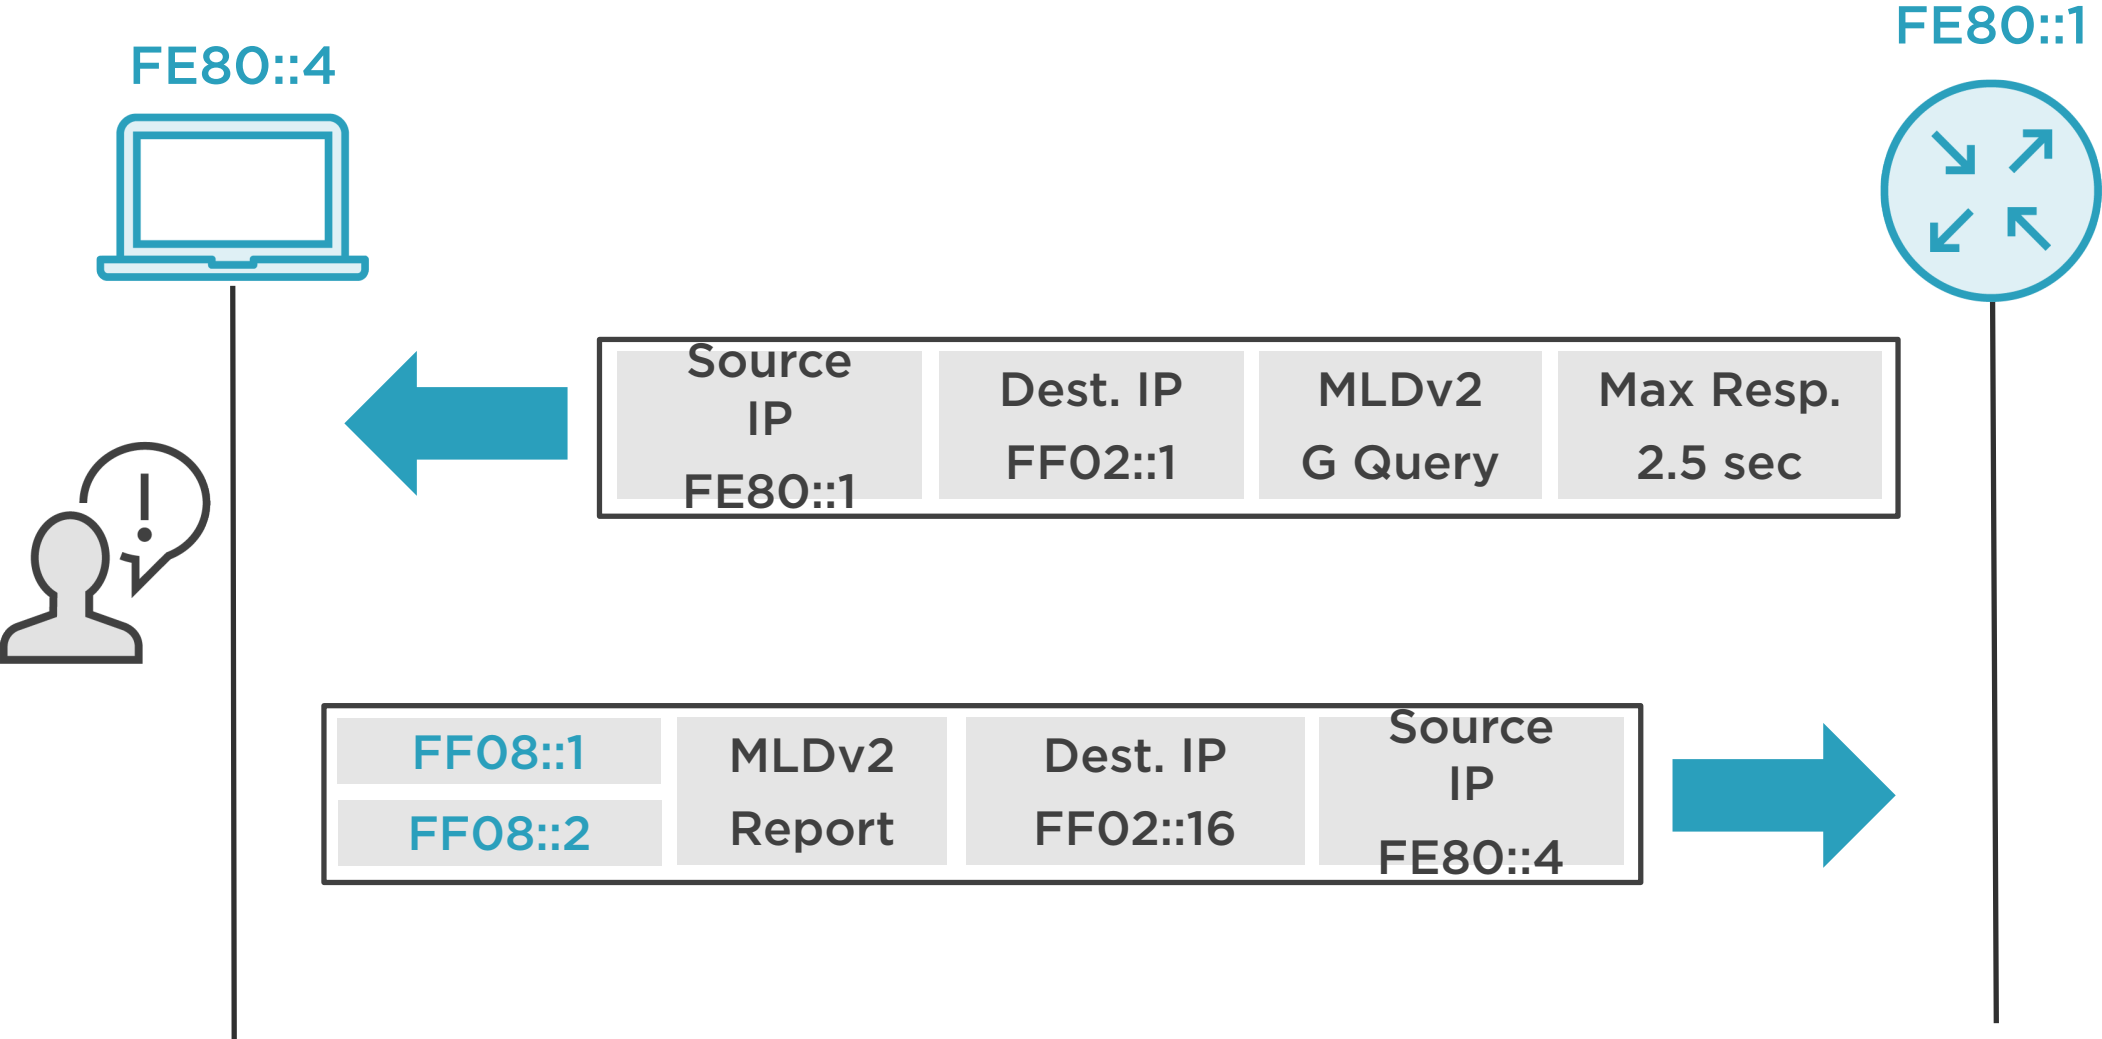 FE80::4
FE80::1
Source
IP
FE80::1
Dest. IP
FF02::1
MLDv2
G Query
Max Resp.
2.5 sec
!
FF08::1
FF08::2
MLDv2
Report
Dest. IP
FF02::16
Source
IP
FE80::4